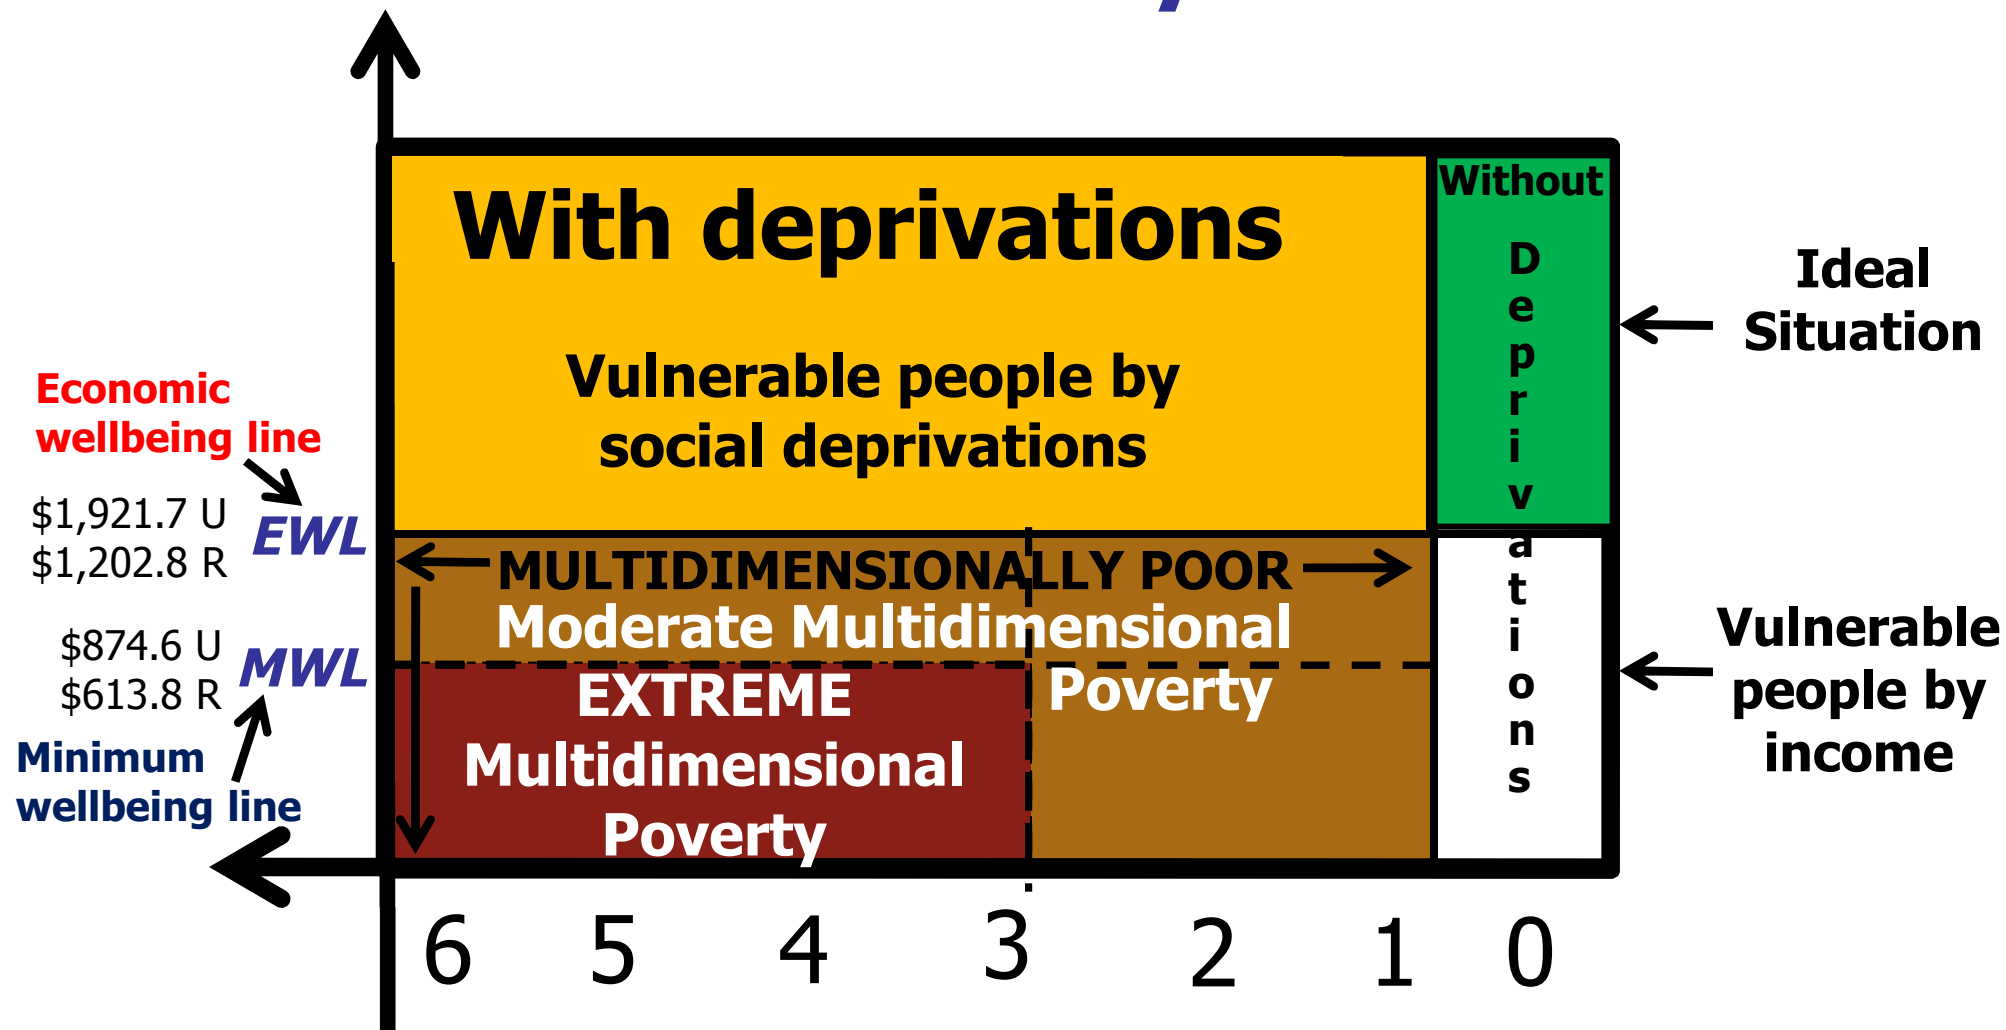 With deprivations
Vulnerable people by
social deprivations
Without
Deprivations
Ideal
Situation
Economic
wellbeing line
$1,921.7 U
$1,202.8 R
EWL
MULTIDIMENSIONALLY POOR
Moderate Multidimensional
Poverty
$874.6 U
$613.8 R
MWL
Minimum
wellbeing line
EXTREME
Multidimensional
Poverty
Vulnerable
people by
income
6 5 4 3 2 1 0